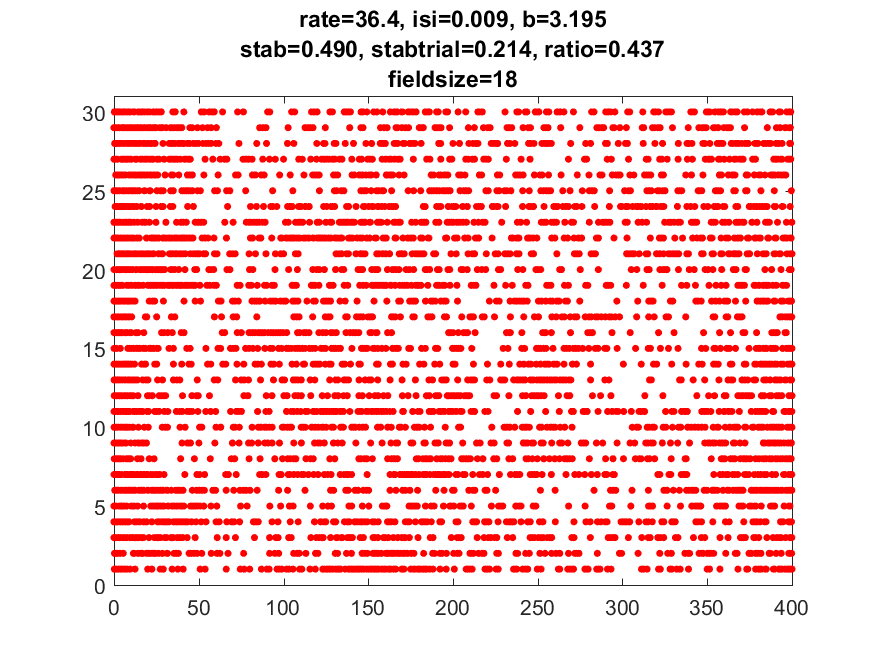 rate=36.4, isi=0.009, b=3.195
stab=0.490, stabtrial=0.214, ratio=0.437
fieldsize=18
30
25
20
15
10
5
0
0 50 100 150 200 250 300 350 400